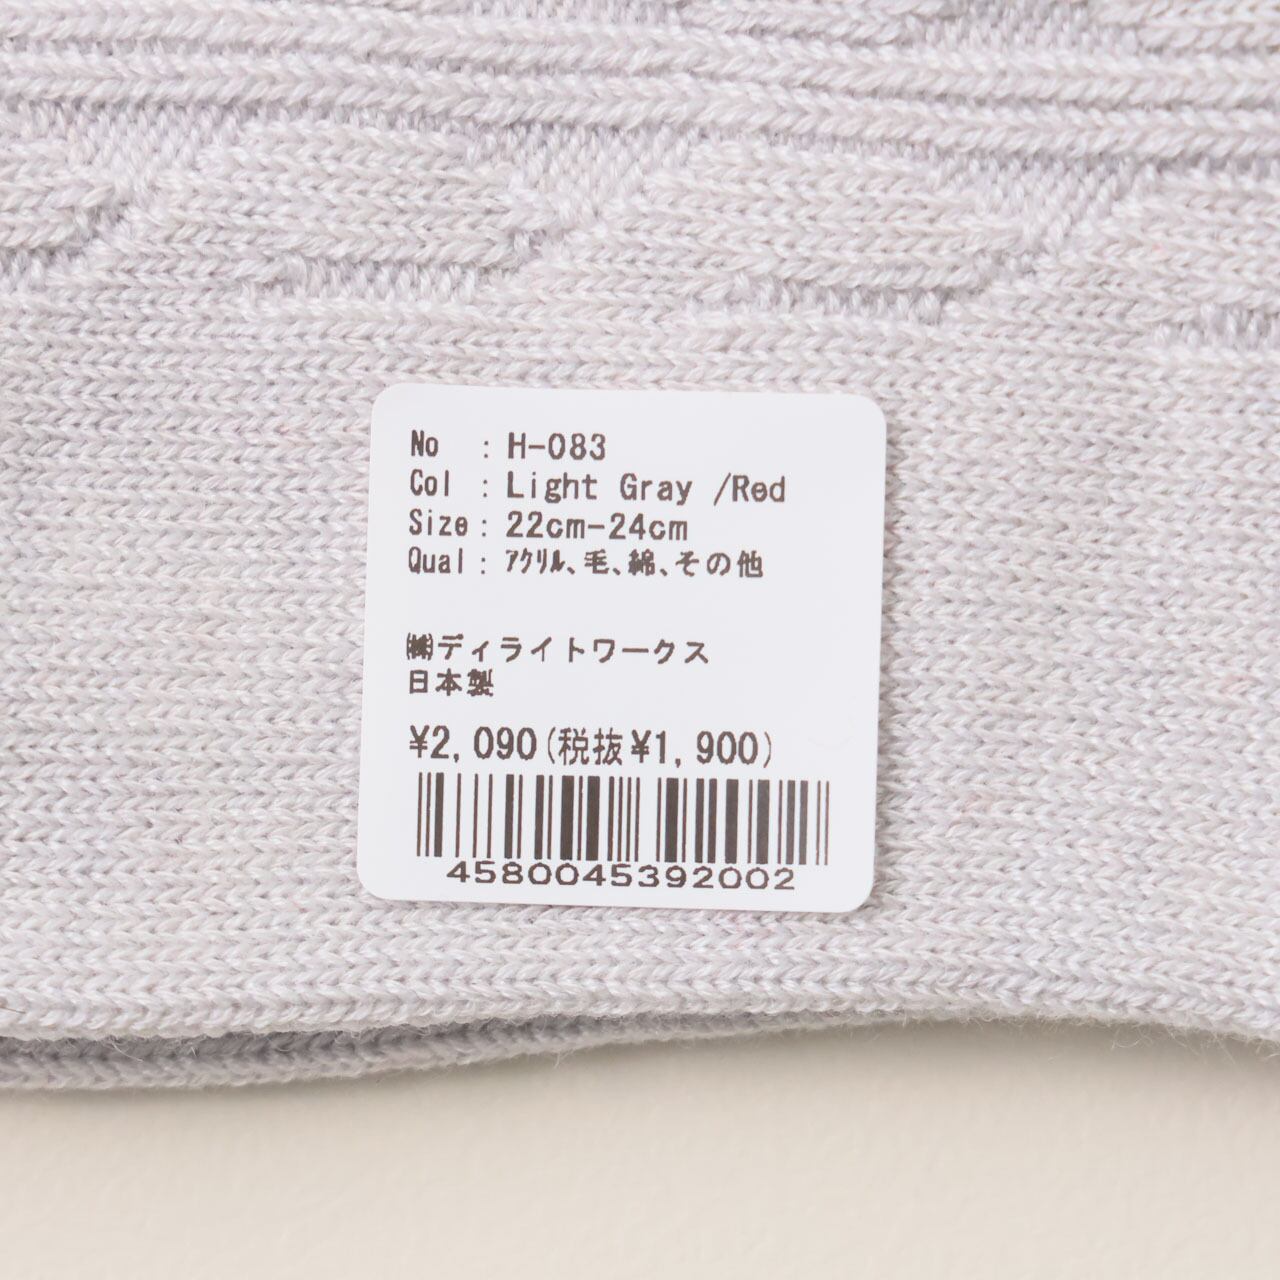 No : H-083
Col : Light Gray /Red
Size : 22cm-24cm
Qual : ｱｸﾘﾙ、毛、綿、その他
㈱ディライトワークス
日本製
¥2,090(税抜¥1,900)
4580045392002